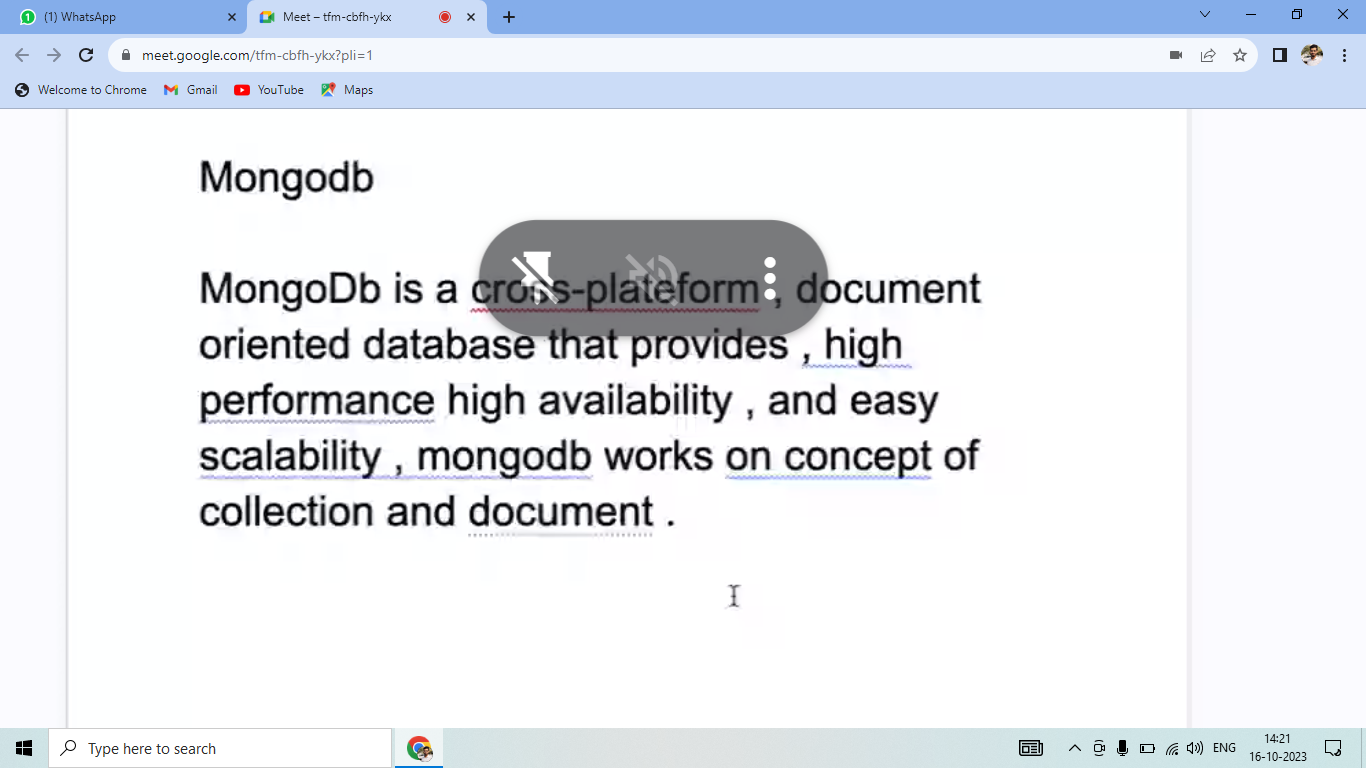 (1) WhatsApp
Meet – tfm-cbfh-ykx
meet.google.com/tfm-cbfh-ykx?pli=1
Welcome to Chrome
Gmail
YouTube
Maps
Mongodb
MongoDb is a cross-plateform , document
oriented database that provides , high
performance high availability , and easy
scalability , mongodb works on concept of
collection and document .
Type here to search
ENG
14:21
16-10-2023